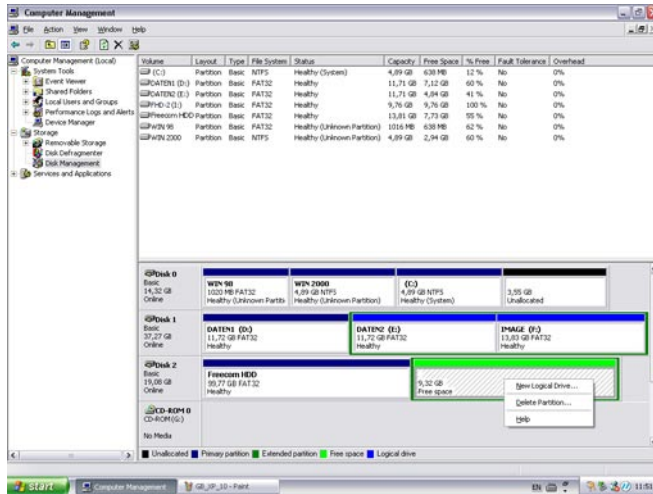 Computer Management
File Action View Window Help
Computer Management (Local)
System Tools
Event Viewer
Shared Folders
Local Users and Groups
Performance Logs and Alerts
Device Manager
Storage
Removable Storage
Disk Defragmenter
Disk Management
Services and Applications
Volume Layout Type File System Status Capacity Free Space % Free Fault Tolerance Overhead
(C:) Partition Basic NTFS Healthy (System) 4,89 GB 638 MB 12 % No 0%
DATEN1 (D:) Partition Basic FAT32 Healthy 11,71 GB 7,12 GB 60 % No 0%
DATEN2 (E:) Partition Basic FAT32 Healthy 11,71 GB 4,84 GB 41 % No 0%
FHD-2 (I:) Partition Basic FAT32 Healthy 9,76 GB 9,76 GB 100 % No 0%
Freecom HDD Partition Basic FAT32 Healthy 13,81 GB 7,73 GB 55 % No 0%
WIN 98 Partition Basic FAT32 Healthy (Unknown Partition) 1016 MB 638 MB 62 % No 0%
WIN 2000 Partition Basic NTFS Healthy (Unknown Partition) 4,89 GB 2,94 GB 60 % No 0%
Disk 0
Basic
14,32 GB
Online
WIN 98
1020 MB FAT32
Healthy (Unknown Partiti
WIN 2000
4,89 GB NTFS
Healthy (Unknown Partition)
(C:)
4,89 GB NTFS
Healthy (System)
3,55 GB
Unallocated
Disk 1
Basic
37,27 GB
Online
DATEN1 (D:)
11,72 GB FAT32
Healthy
DATEN2 (E:)
11,72 GB FAT32
Healthy
IMAGE (F:)
13,83 GB FAT32
Healthy
Disk 2
Basic
19,08 GB
Online
Freecom HDD
GB FAT32
Healthy
9,32 GB
Free space
New Logical Drive...
Delete Partition...
Help
CD-ROM 0
CD-ROM (G:)
No Media
Unallocated Primary partition Extended partition Free space Logical drive
start
Computer Management
GB_XP_10 - Paint
EN
11:51